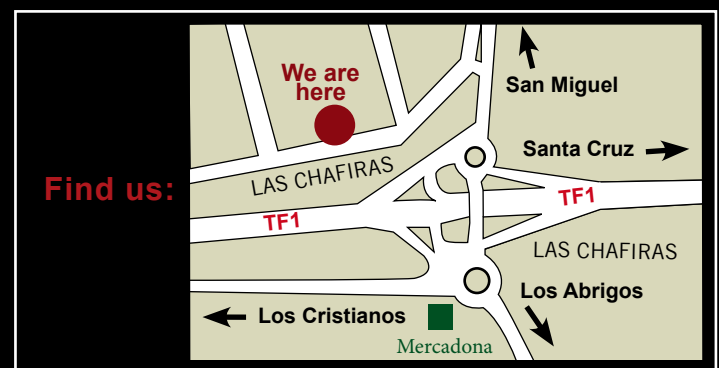 Find us:
We are
here
San Miguel
Santa Cruz
LAS CHAFIRAS
TF1
TF1
LAS CHAFIRAS
Los Abrigos
Los Cristianos
Mercadona